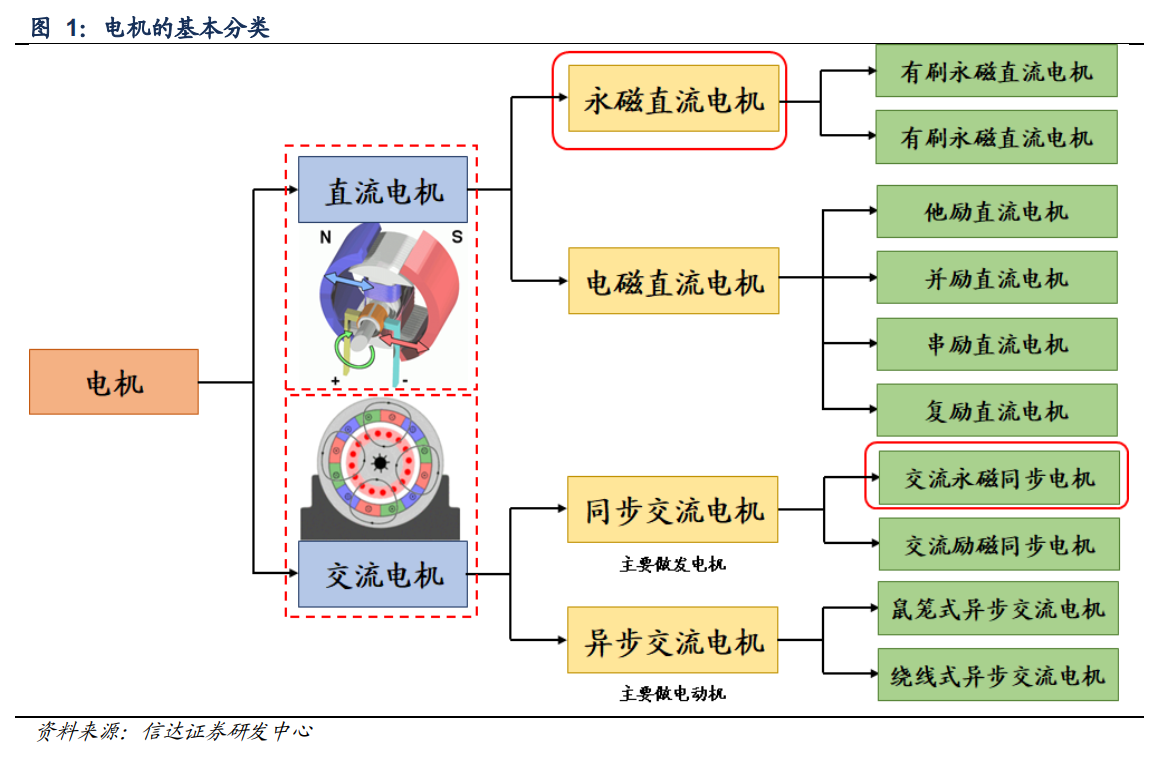 图 1：电机的基本分类
电机
直流电机
N
S
+
-
交流电机
永磁直流电机
电磁直流电机
同步交流电机
主要做发电机
异步交流电机
主要做电动机
有刷永磁直流电机
有刷永磁直流电机
他励直流电机
并励直流电机
串励直流电机
复励直流电机
交流永磁同步电机
交流励磁同步电机
鼠笼式异步交流电机
绕线式异步交流电机
资料来源：信达证券研发中心